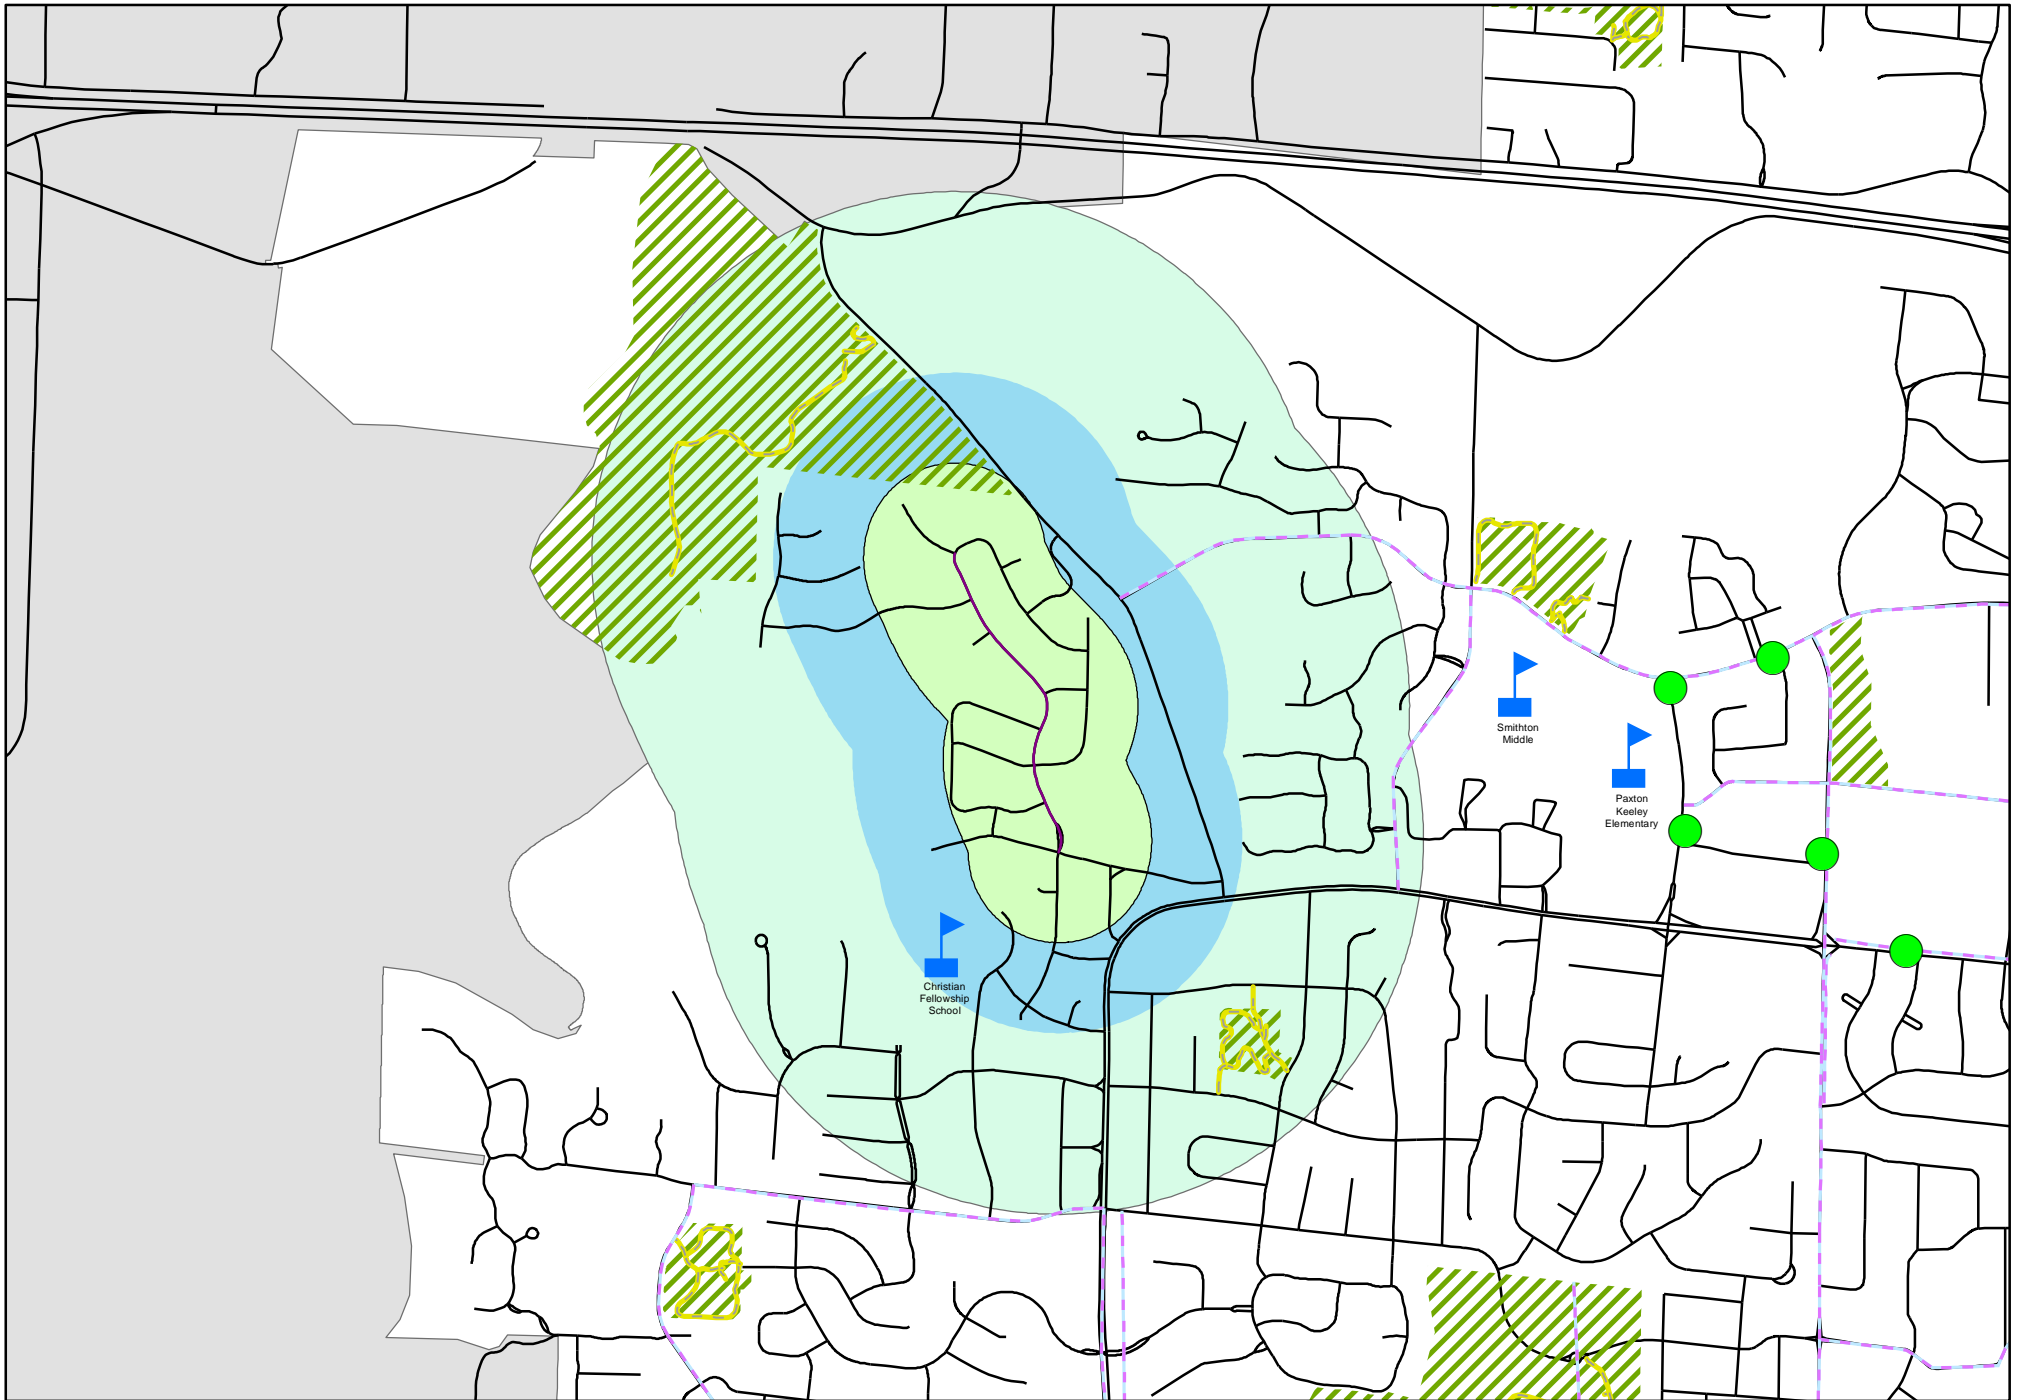 Smithton
Middle
Paxton
Keeley
Elementary
Christian
Fellowship
School